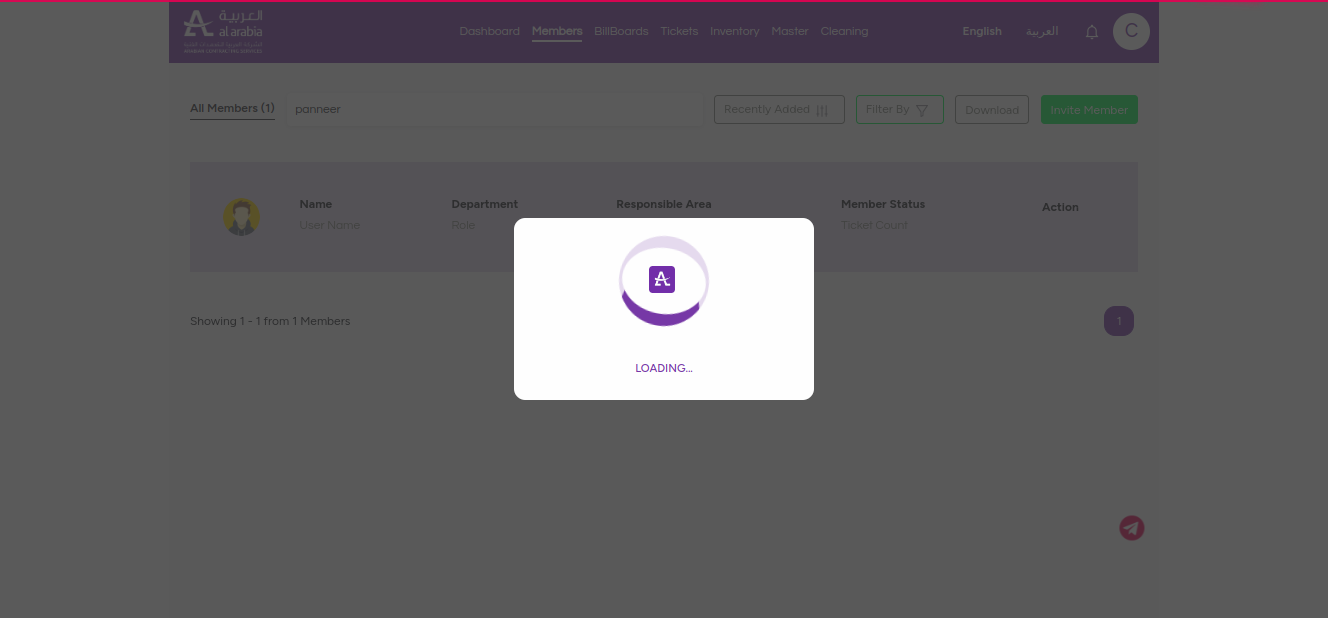 العربية
al arabia
Dashboard Members BillBoards Tickets Inventory Master Cleaning English العربية C
All Members (1) panneer Recently Added Filter By Download Invite Member
Name Department Responsible Area Member Status Action
User Name Role Ticket Count
Showing 1 - 1 from 1 Members 1
LOADING...